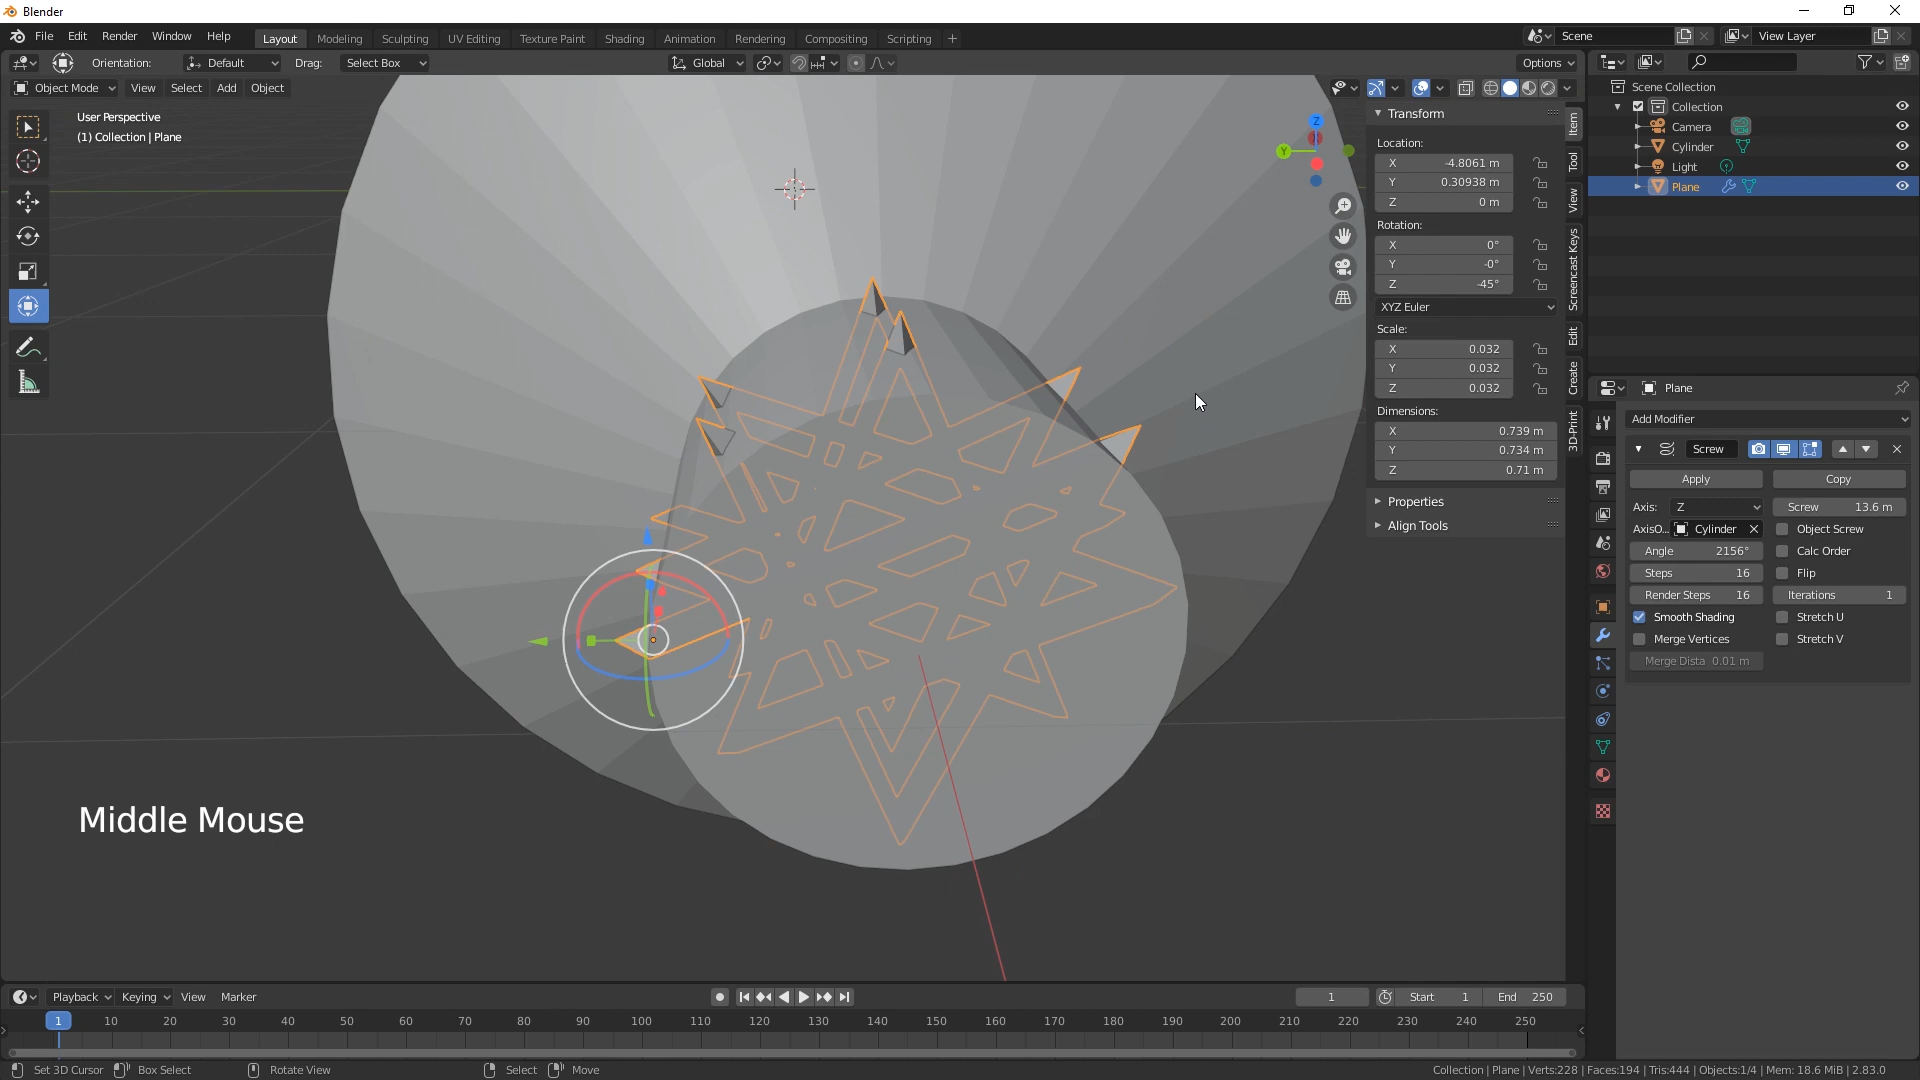 Blender
File Edit Render Window Help
Layout Modeling Sculpting UV Editing Texture Paint Shading Animation Rendering Compositing Scripting +
Scene
View Layer
Orientation: Default Drag: Select Box
Global
Options
Object Mode View Select Add Object
User Perspective
(1) Collection | Plane
Z
Y
Transform
Location:
X -4.8061 m
Y 0.30938 m
Z 0 m
Rotation:
X 0°
Y -0°
Z -45°
XYZ Euler
Scale:
X 0.032
Y 0.032
Z 0.032
Dimensions:
X 0.739 m
Y 0.734 m
Z 0.71 m
Properties
Align Tools
Item
Tool
View
Screencast Keys
Edit
Create
3D-Print
Scene Collection
Collection
Camera
Cylinder
Light
Plane
Plane
Add Modifier
Screw
Apply Copy
Axis: Z Screw 13.6 m
AxisO... Cylinder Object Screw
Angle 2156° Calc Order
Steps 16 Flip
Render Steps 16 Iterations 1
Smooth Shading Stretch U
Merge Vertices Stretch V
Merge Dista 0.01 m
Middle Mouse
Playback Keying View Marker
1 Start 1 End 250
1 10 20 30 40 50 60 70 80 90 100 110 120 130 140 150 160 170 180 190 200 210 220 230 240 250
Set 3D Cursor Box Select Rotate View Select Move
Collection | Plane | Verts:228 | Faces:194 | Tris:444 | Objects:1/4 | Mem: 18.6 MiB | 2.83.0